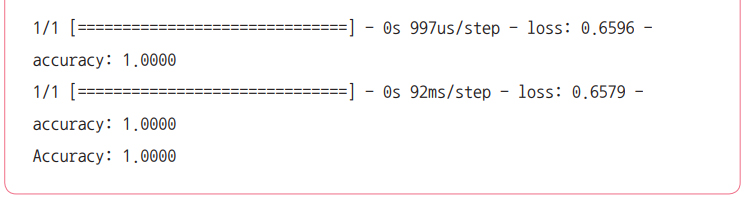 1/1 [==============================] - 0s 997us/step - loss: 0.6596 -
accuracy: 1.0000
1/1 [==============================] - 0s 92ms/step - loss: 0.6579 -
accuracy: 1.0000
Accuracy: 1.0000